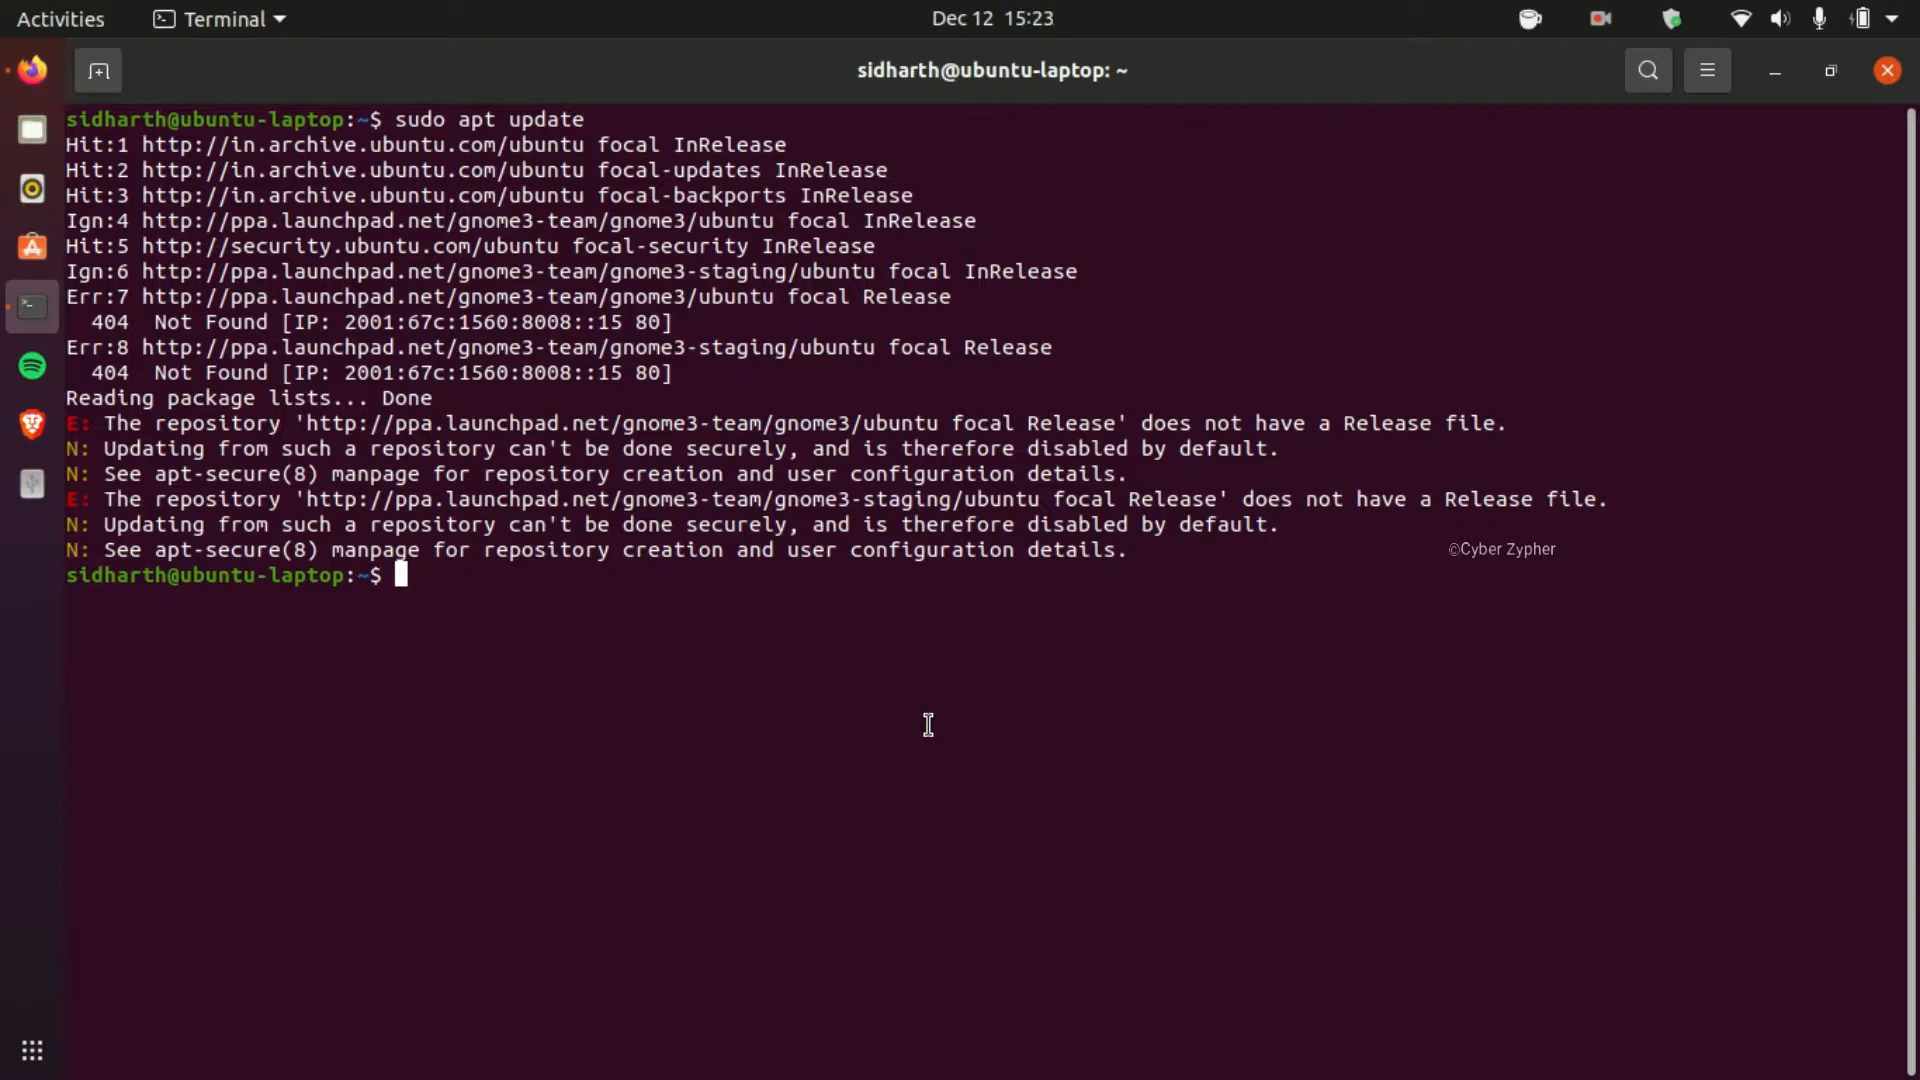 Activities Terminal Dec 12 15:23
sidharth@ubuntu-laptop: ~
sidharth@ubuntu-laptop:~$ sudo apt update
Hit:1 http://in.archive.ubuntu.com/ubuntu focal InRelease
Hit:2 http://in.archive.ubuntu.com/ubuntu focal-updates InRelease
Hit:3 http://in.archive.ubuntu.com/ubuntu focal-backports InRelease
Ign:4 http://ppa.launchpad.net/gnome3-team/gnome3/ubuntu focal InRelease
Hit:5 http://security.ubuntu.com/ubuntu focal-security InRelease
Ign:6 http://ppa.launchpad.net/gnome3-team/gnome3-staging/ubuntu focal InRelease
Err:7 http://ppa.launchpad.net/gnome3-team/gnome3/ubuntu focal Release
  404  Not Found [IP: 2001:67c:1560:8008::15 80]
Err:8 http://ppa.launchpad.net/gnome3-team/gnome3-staging/ubuntu focal Release
  404  Not Found [IP: 2001:67c:1560:8008::15 80]
Reading package lists... Done
E: The repository 'http://ppa.launchpad.net/gnome3-team/gnome3/ubuntu focal Release' does not have a Release file.
N: Updating from such a repository can't be done securely, and is therefore disabled by default.
N: See apt-secure(8) manpage for repository creation and user configuration details.
E: The repository 'http://ppa.launchpad.net/gnome3-team/gnome3-staging/ubuntu focal Release' does not have a Release file.
N: Updating from such a repository can't be done securely, and is therefore disabled by default.
N: See apt-secure(8) manpage for repository creation and user configuration details.
©Cyber Zypher
sidharth@ubuntu-laptop:~$